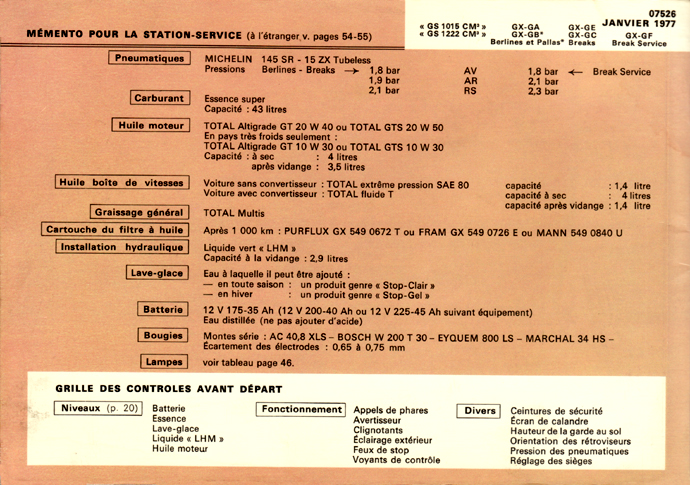 07526
JANVIER 1977
MÉMENTO POUR LA STATION-SERVICE (à l'étranger v. pages 54-55)
« GS 1015 CM³ » GX-GA GX-GE
« GS 1222 CM³ » GX-GB* GX-GC GX-GF
Berlines et Pallas* Breaks Break Service
Pneumatiques MICHELIN 145 SR - 15 ZX Tubeless
Pressions Berlines - Breaks → 1,8 bar AV 1,8 bar ← Break Service
1,9 bar AR 2,1 bar
2,1 bar RS 2,3 bar
Carburant Essence super
Capacité : 43 litres
Huile moteur TOTAL Altigrade GT 20 W 40 ou TOTAL GTS 20 W 50
En pays très froids seulement :
TOTAL Altigrade GT 10 W 30 ou TOTAL GTS 10 W 30
Capacité : à sec : 4 litres
après vidange : 3,5 litres
Huile boîte de vitesses Voiture sans convertisseur : TOTAL extrême pression SAE 80 capacité : 1,4 litre
Voiture avec convertisseur : TOTAL fluide T capacité à sec : 4 litres
capacité après vidange : 1,4 litre
Graissage général TOTAL Multis
Cartouche du filtre à huile Après 1 000 km : PURFLUX GX 549 0672 T ou FRAM GX 549 0726 E ou MANN 549 0840 U
Installation hydraulique Liquide vert « LHM »
Capacité à la vidange : 2,9 litres
Lave-glace Eau à laquelle il peut être ajouté :
— en toute saison : un produit genre « Stop-Clair »
— en hiver : un produit genre « Stop-Gel »
Batterie 12 V 175-35 Ah (12 V 200-40 Ah ou 12 V 225-45 Ah suivant équipement)
Eau distillée (ne pas ajouter d'acide)
Bougies Montes série : AC 40,8 XLS – BOSCH W 200 T 30 – EYQUEM 800 LS – MARCHAL 34 HS –
Écartement des électrodes : 0,65 à 0,75 mm
Lampes voir tableau page 46.
GRILLE DES CONTROLES AVANT DÉPART
Niveaux (p. 20) Batterie
Essence
Lave-glace
Liquide « LHM »
Huile moteur
Fonctionnement Appels de phares
Avertisseur
Clignotants
Éclairage extérieur
Feux de stop
Voyants de contrôle
Divers Ceintures de sécurité
Écran de calandre
Hauteur de la garde au sol
Orientation des rétroviseurs
Pression des pneumatiques
Réglage des sièges